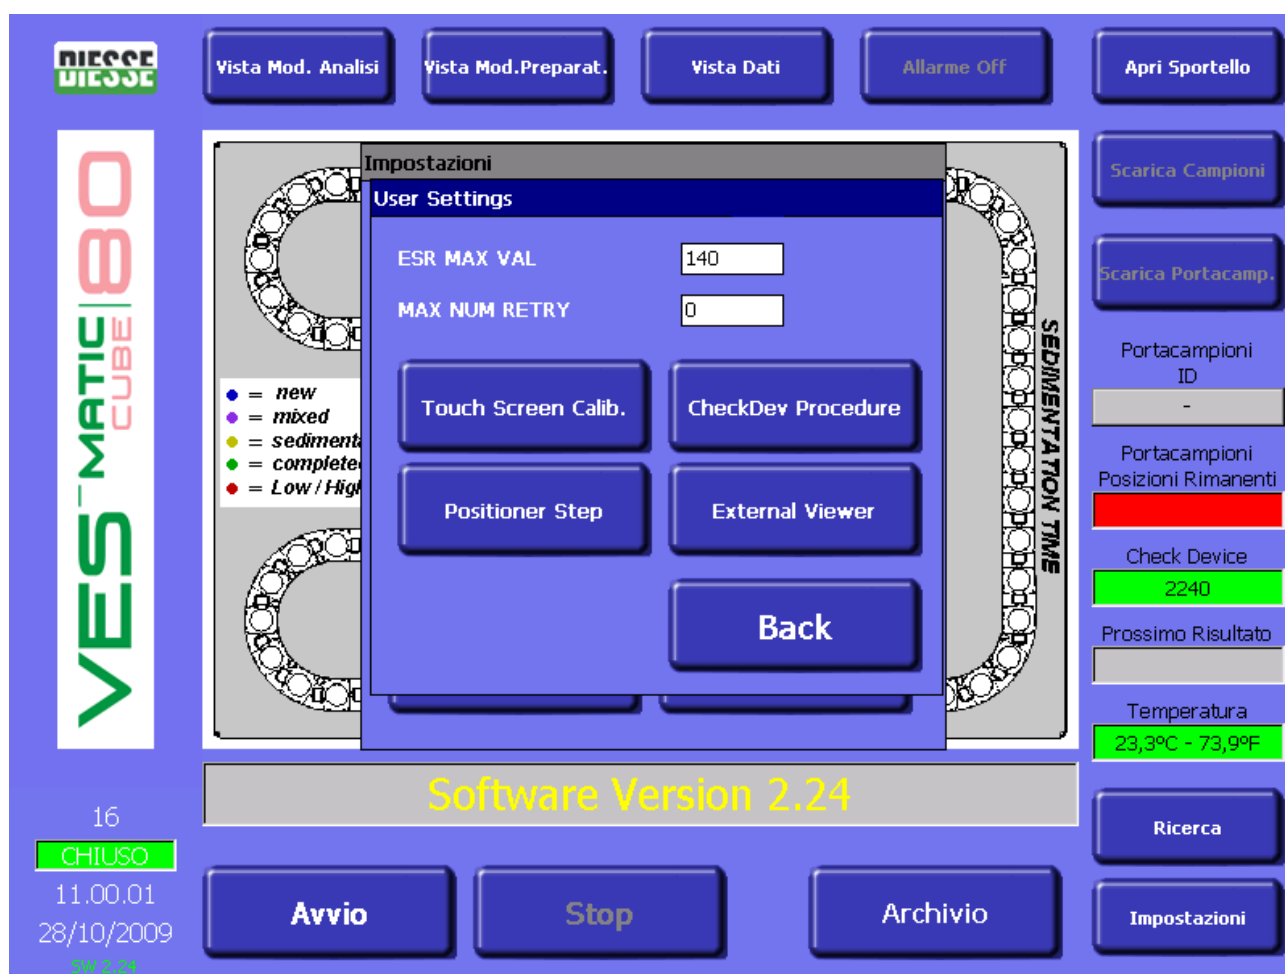 DIESSE
DIESSE
Vista Mod. Analisi
Vista Mod.Preparat.
Vista Dati
Allarme Off
Apri Sportello
VES-MATIC CUBE 80
Impostazioni
User Settings
ESR MAX VAL
140
MAX NUM RETRY
0
Touch Screen Calib.
CheckDev Procedure
Positioner Step
External Viewer
Back
= new
= mixed
= sedimenta
= complete
= Low / High
SEDIMENTATION TIME
Scarica Campioni
Scarica Portacamp.
Portacampioni
ID
-
Portacampioni
Posizioni Rimanenti
Check Device
2240
Prossimo Risultato
Temperatura
23,3ºC - 73,9ºF
Software Version 2.24
16
CHIUSO
11.00.01
28/10/2009
SW 2.24
Avvio
Stop
Archivio
Ricerca
Impostazioni